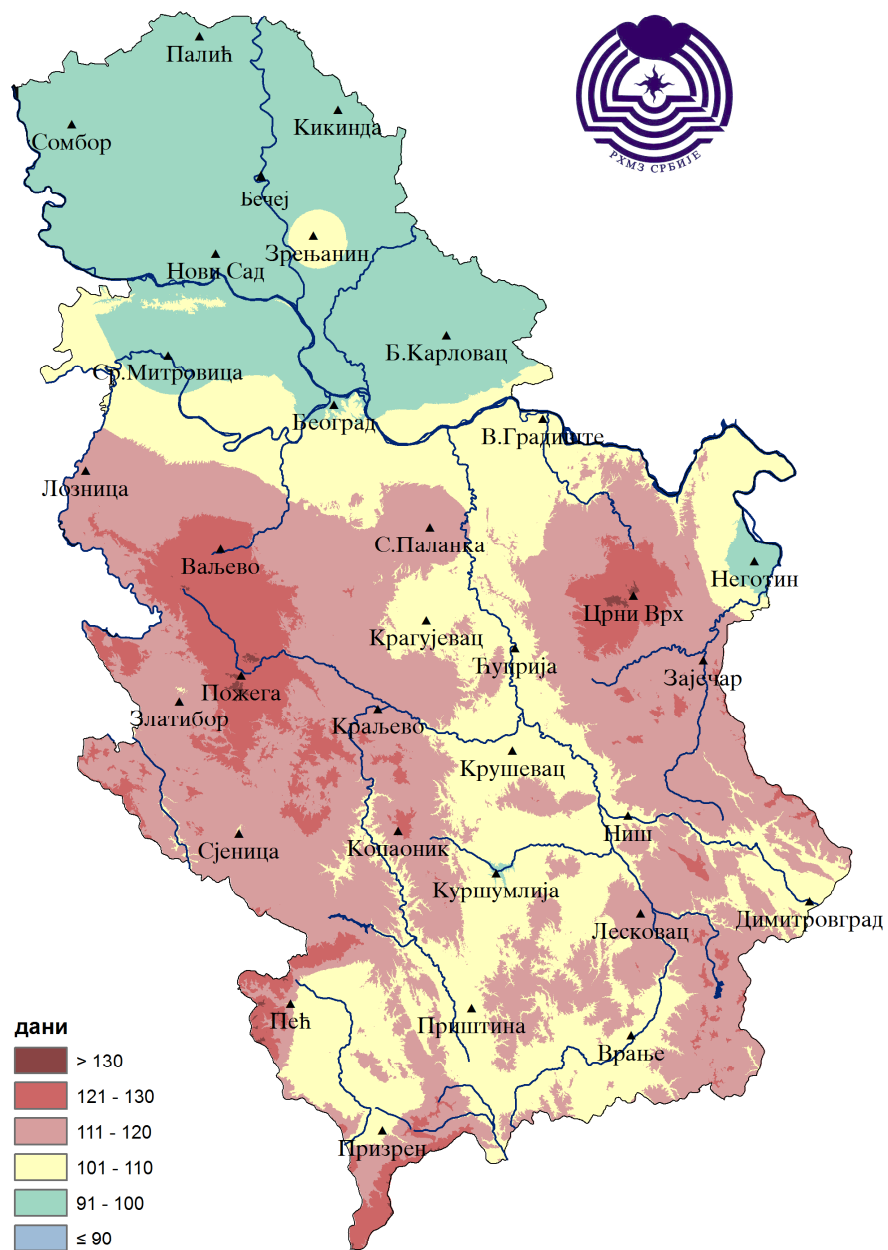 Палић
Кикинда
Сомбор
Бечеј
Зрењанин
Нови Сад
Б.Карловац
Ср.Митровица
Београд
В.Градиште
Лозница
С.Паланка
Ваљево
Неготин
Црни Врх
Крагујевац
Ћуприја
Зајечар
Пожега
Златибор
Краљево
Крушевац
Ниш
Сјеница
Копаоник
Куршумлија
Димитровград
Лесковац
Пећ
Приштина
Врање
Призрен
РХМЗ СРБИЈЕ
дани
> 130
121 - 130
111 - 120
101 - 110
91 - 100
≤ 90